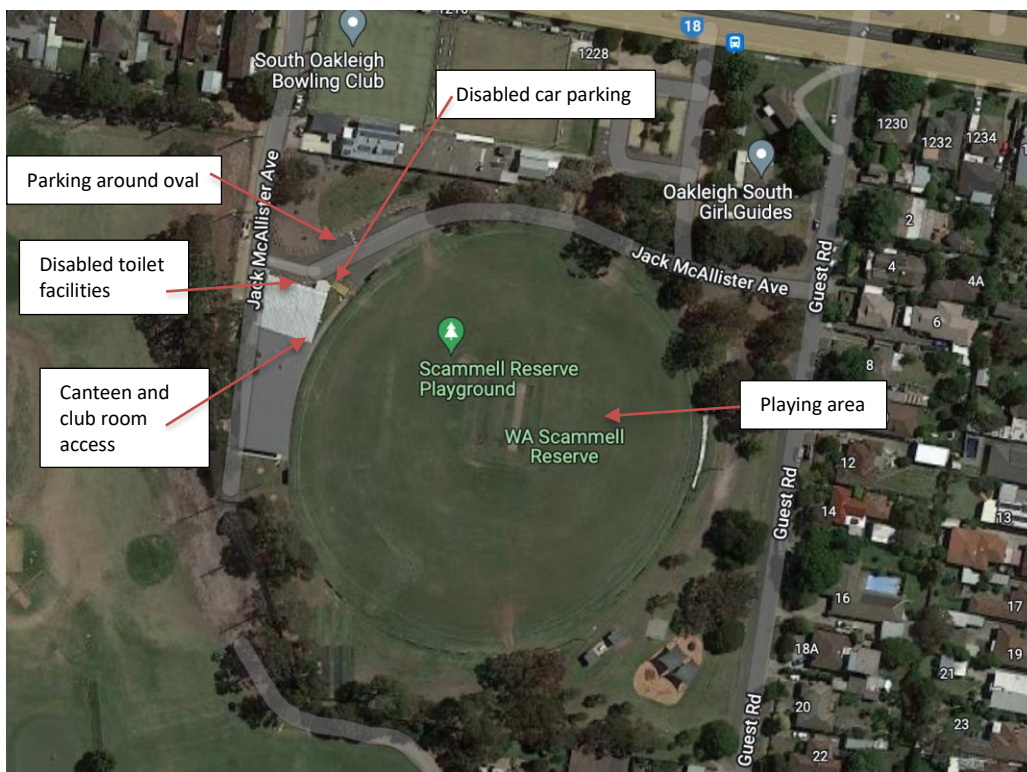 1216
18
South Oakleigh
Bowling Club
1228
Disabled car parking
Parking around oval
Jack McAllister Ave
Oakleigh South
Girl Guides
1230
1232
1234
2
Disabled toilet
facilities
Jack McAllister Ave
Guest Rd
4
4A
6
8
Scammell Reserve
Playground
Canteen and
club room
access
Playing area
WA Scammell
Reserve
12
Guest Rd
14
13
16
17
18A
19
21
20
23
22
Guest Rd